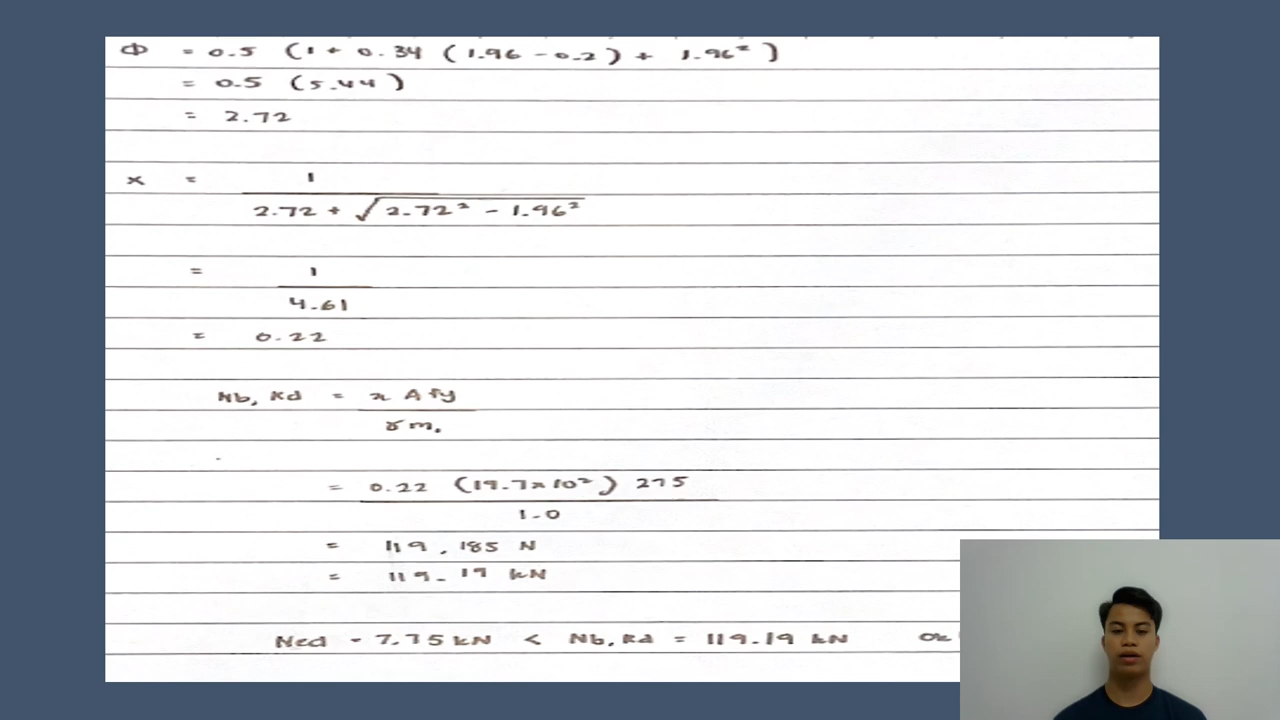 Φ = 0.5 (1 + 0.34 (1.96 - 0.2) + 1.96²)
= 0.5 (5.44)
= 2.72
x = 1
2.72 + √2.72² - 1.96²
= 1
4.61
= 0.22
Nb, Rd = x A fy
γm.
= 0.22 (19.7x10²) 275
1.0
= 119, 185 N
= 119.19 kN
Ned = 7.75 kN < Nb, Rd = 119.19 kN Ok